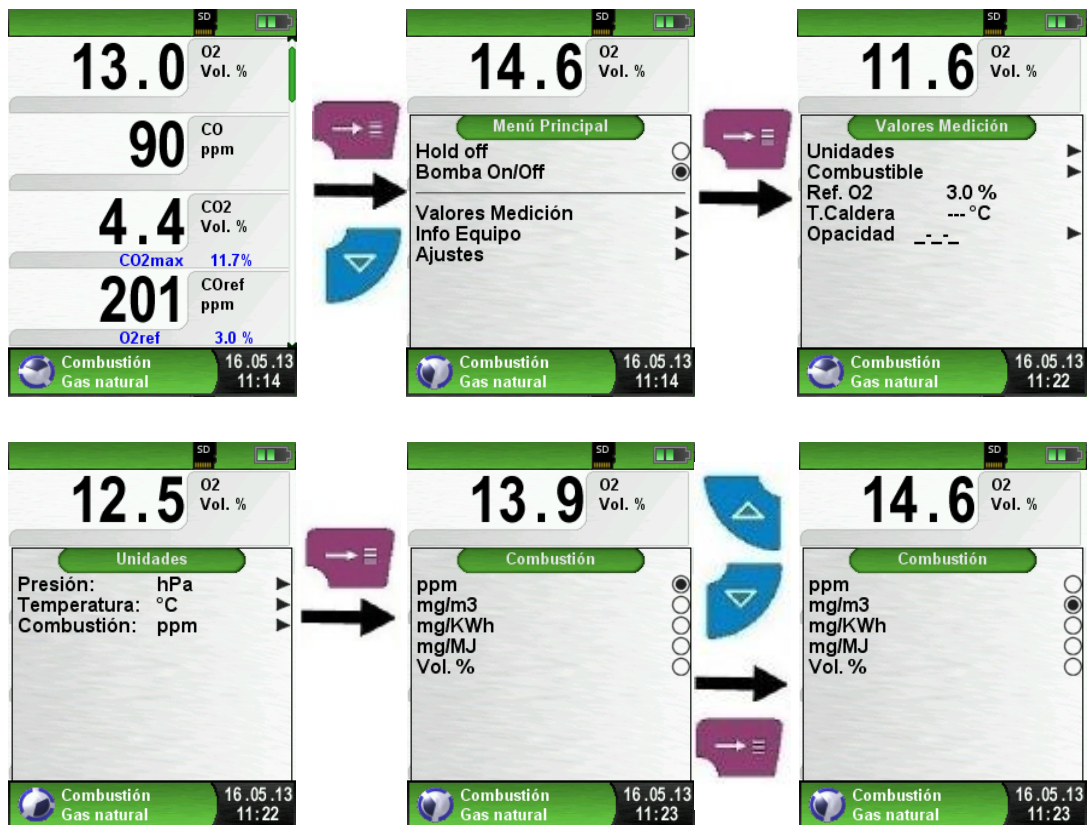 SD
13.0 O2 Vol. %
90 CO ppm
4.4 CO2 Vol. %
CO2max 11.7%
201 COref ppm
O2ref 3.0 %
Combustión 16.05.13
Gas natural 11:14
SD
14.6 O2 Vol. %
Menú Principal
Hold off
Bomba On/Off
Valores Medición
Info Equipo
Ajustes
Combustión 16.05.13
Gas natural 11:14
SD
11.6 O2 Vol. %
Valores Medición
Unidades
Combustible
Ref. O2 3.0 %
T.Caldera --- °C
Opacidad _-_-_
Combustión 16.05.13
Gas natural 11:22
SD
12.5 O2 Vol. %
Unidades
Presión: hPa
Temperatura: °C
Combustión: ppm
Combustión 16.05.13
Gas natural 11:22
SD
13.9 O2 Vol. %
Combustión
ppm
mg/m3
mg/KWh
mg/MJ
Vol. %
Combustión 16.05.13
Gas natural 11:23
SD
14.6 O2 Vol. %
Combustión
ppm
mg/m3
mg/KWh
mg/MJ
Vol. %
Combustión 16.05.13
Gas natural 11:23